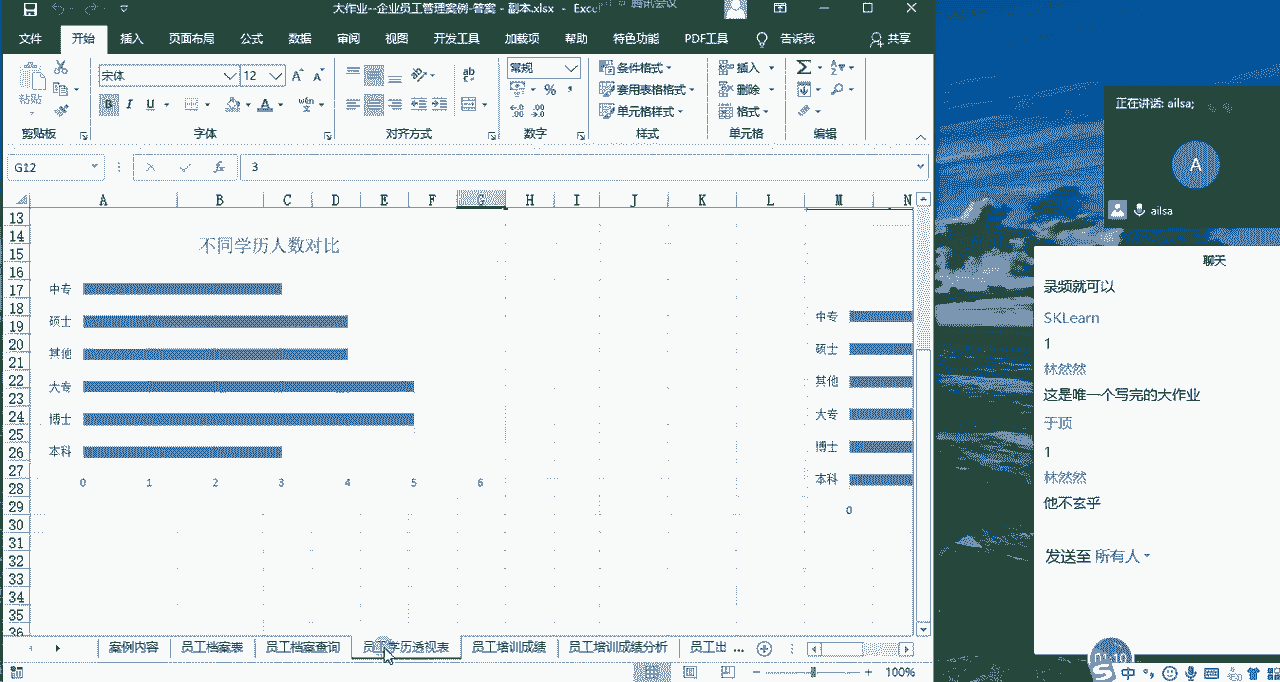 大作业--企业员工管理案例-答案 - 副本.xlsx - Exc
腾讯会议
文件 开始 插入 页面布局 公式 数据 审阅 视图 开发工具 加载项 帮助 特色功能 PDF工具 告诉我 共享
粘贴
宋体 12
常规
条件格式
套用表格格式
单元格样式
插入
删除
格式
剪贴板 字体 对齐方式 数字 样式 单元格 编辑
G12 3
A B C D E F G H I J K L M N
13
14
15
16
17
18
19
20
21
22
23
24
25
26
27
28
29
30
31
32
33
34
35
36
不同学历人数对比
中专
硕士
其他
大专
博士
本科
0 1 2 3 4 5 6
中专
硕士
其他
大专
博士
本科
0
案例内容 员工档案表 员工档案查询 员工学历透视表 员工培训成绩 员工培训成绩分析 员工出 ...
100%
正在讲话: ailsa;
A
ailsa
聊天
录频就可以
SKLearn
1
林然然
这是唯一个写完的大作业
于顶
1
林然然
他不玄乎
发送至 所有人
01:10
中